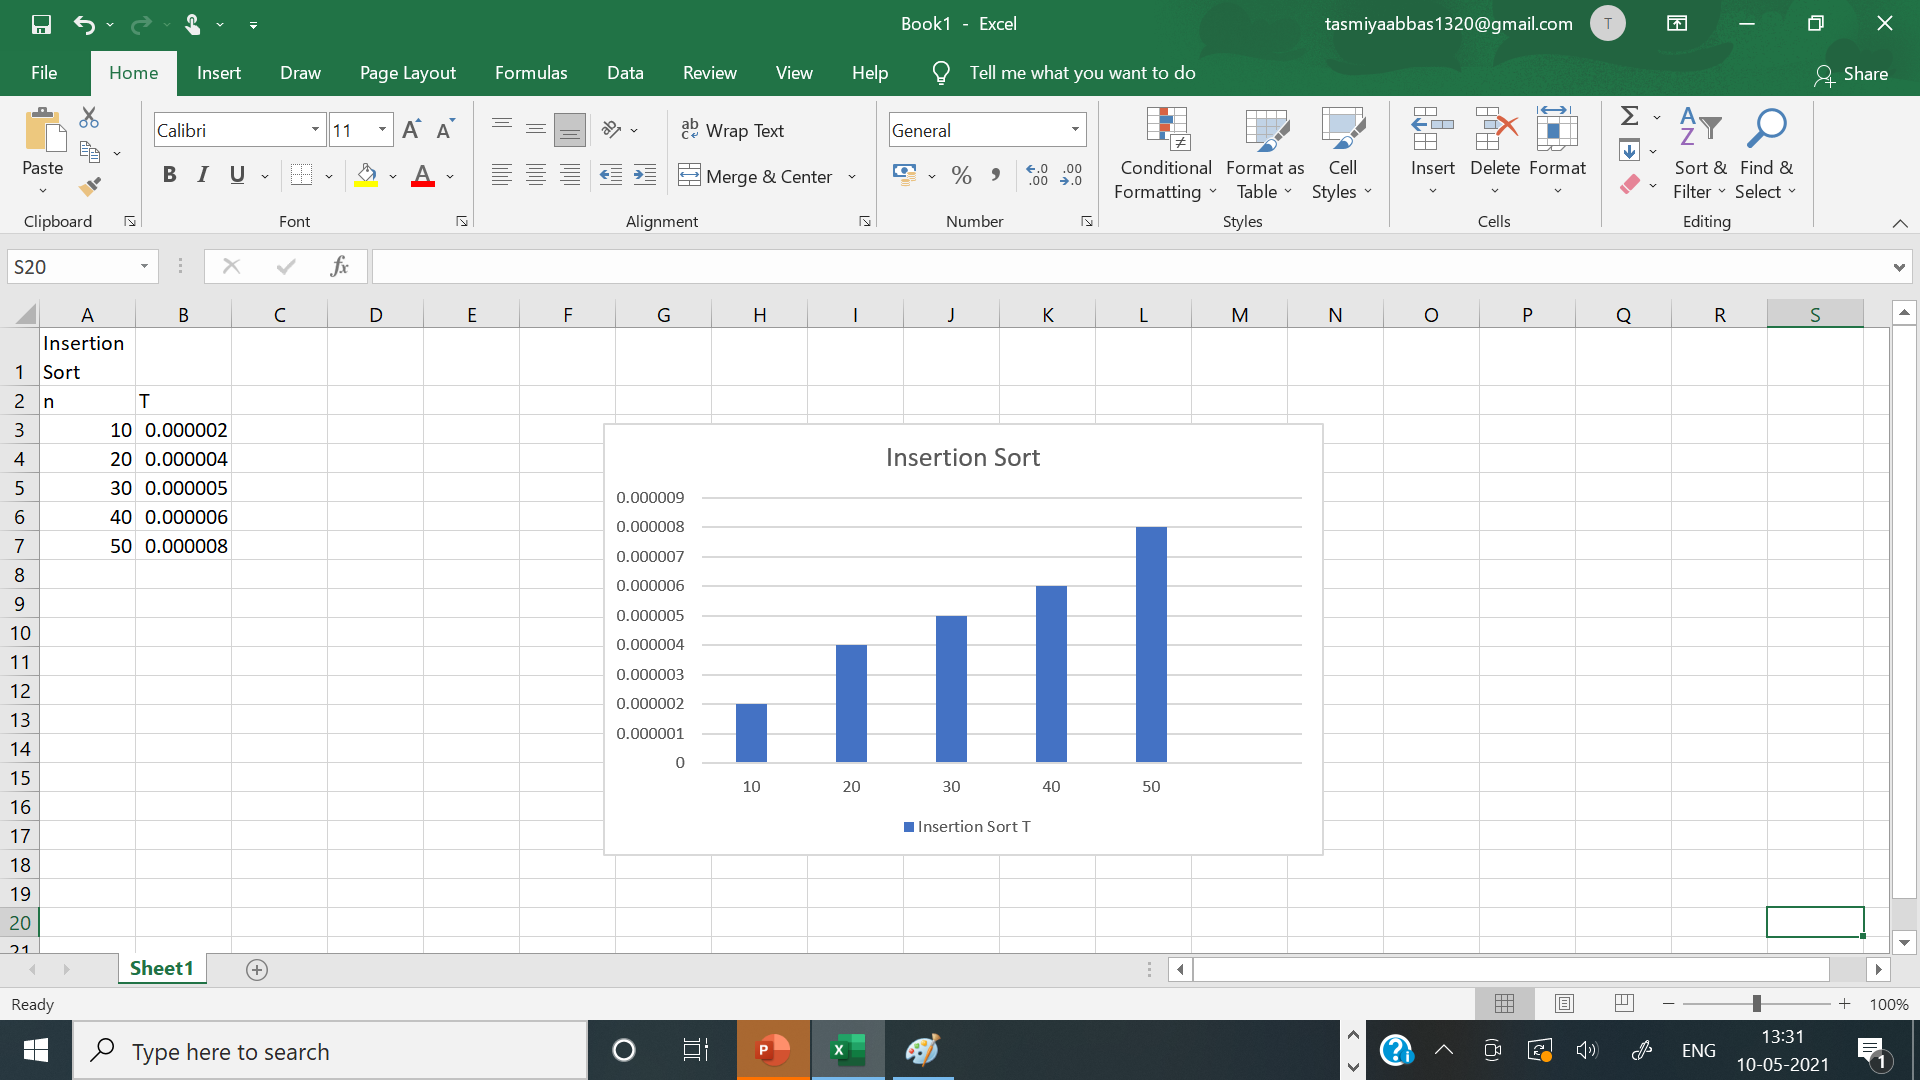 Book1 - Excel
tasmiyaabbas1320@gmail.com
T
File Home Insert Draw Page Layout Formulas Data Review View Help Tell me what you want to do Share
Paste
Clipboard
Calibri 11
B I U
Font
Wrap Text
Merge & Center
Alignment
General
Number
Conditional Formatting
Format as Table
Cell Styles
Styles
Insert Delete Format
Cells
Sort & Filter
Find & Select
Editing
S20
fx
A B C D E F G H I J K L M N O P Q R S
1 Insertion Sort
2 n T
3 10 0.000002
4 20 0.000004
5 30 0.000005
6 40 0.000006
7 50 0.000008
8
9
10
11
12
13
14
15
16
17
18
19
20
21
Insertion Sort
0.000009
0.000008
0.000007
0.000006
0.000005
0.000004
0.000003
0.000002
0.000001
0
10 20 30 40 50
Insertion Sort T
Sheet1
Ready
100%
Type here to search
ENG
13:31
10-05-2021
1